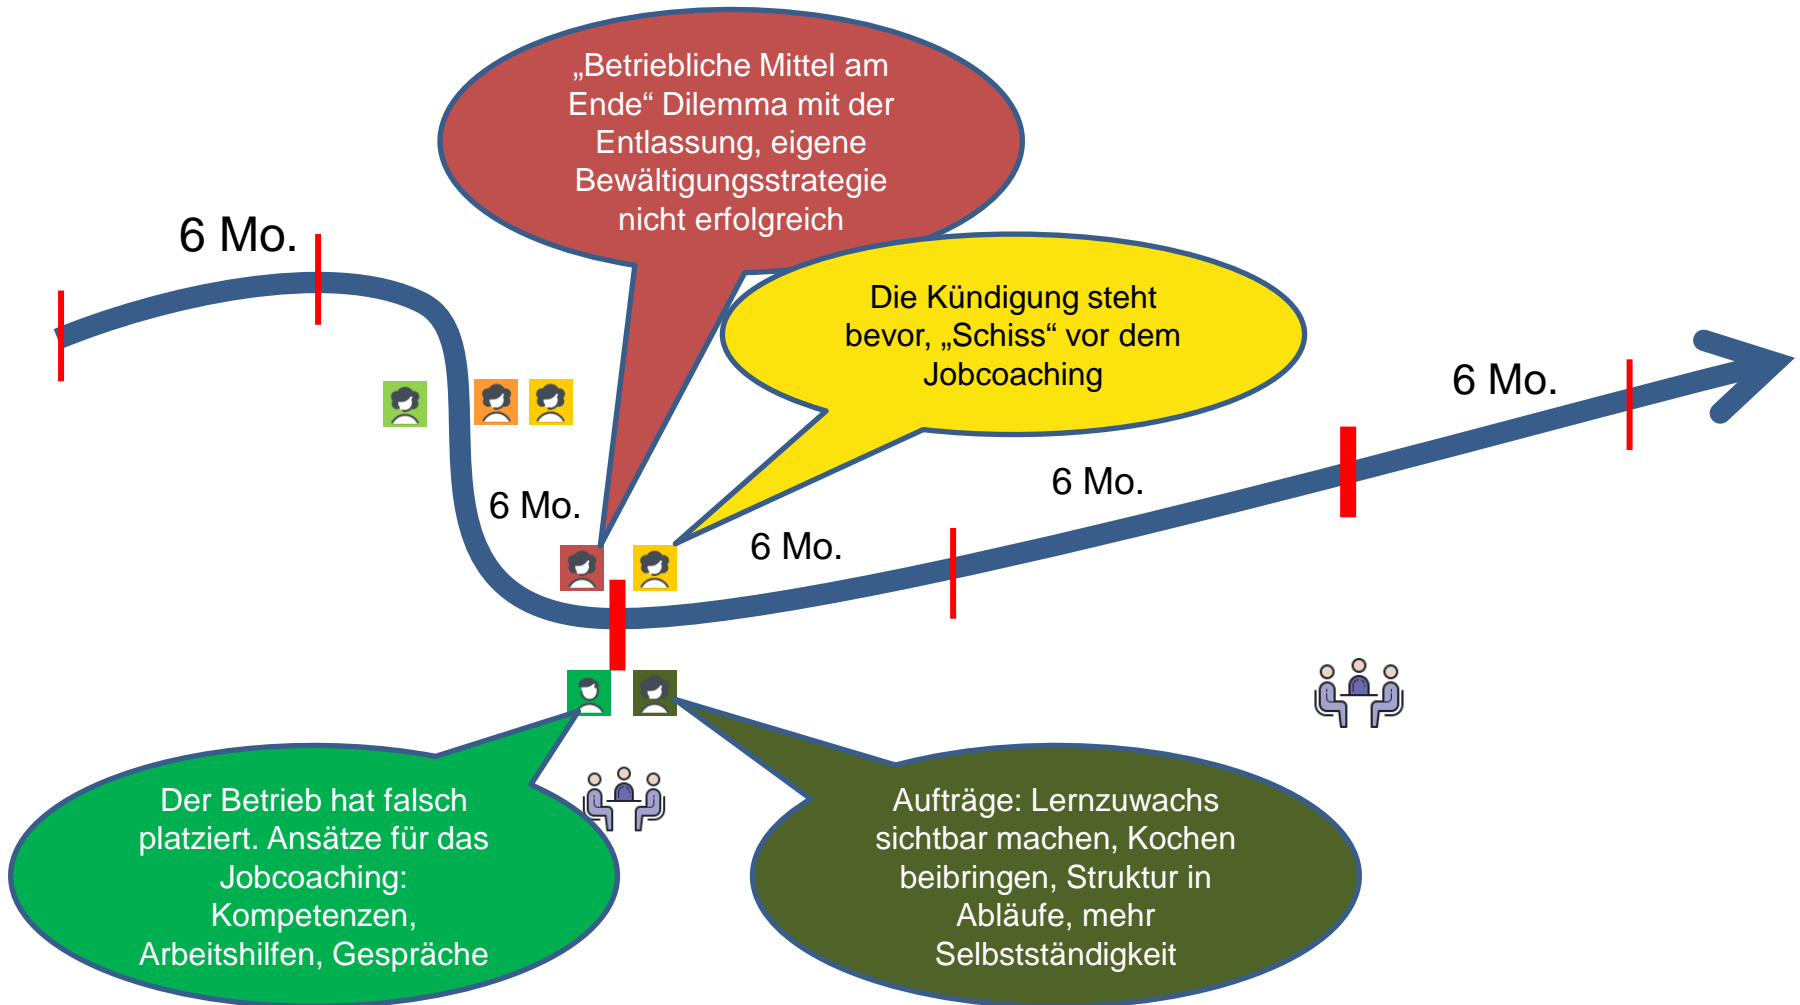 „Betriebliche Mittel am
Ende“ Dilemma mit der
Entlassung, eigene
Bewältigungsstrategie
nicht erfolgreich
6 Mo.
Die Kündigung steht
bevor, „Schiss“ vor dem
Jobcoaching
6 Mo.
6 Mo.
6 Mo.
6 Mo.
Der Betrieb hat falsch
platziert. Ansätze für das
Jobcoaching:
Kompetenzen,
Arbeitshilfen, Gespräche
Aufträge: Lernzuwachs
sichtbar machen, Kochen
beibringen, Struktur in
Abläufe, mehr
Selbstständigkeit